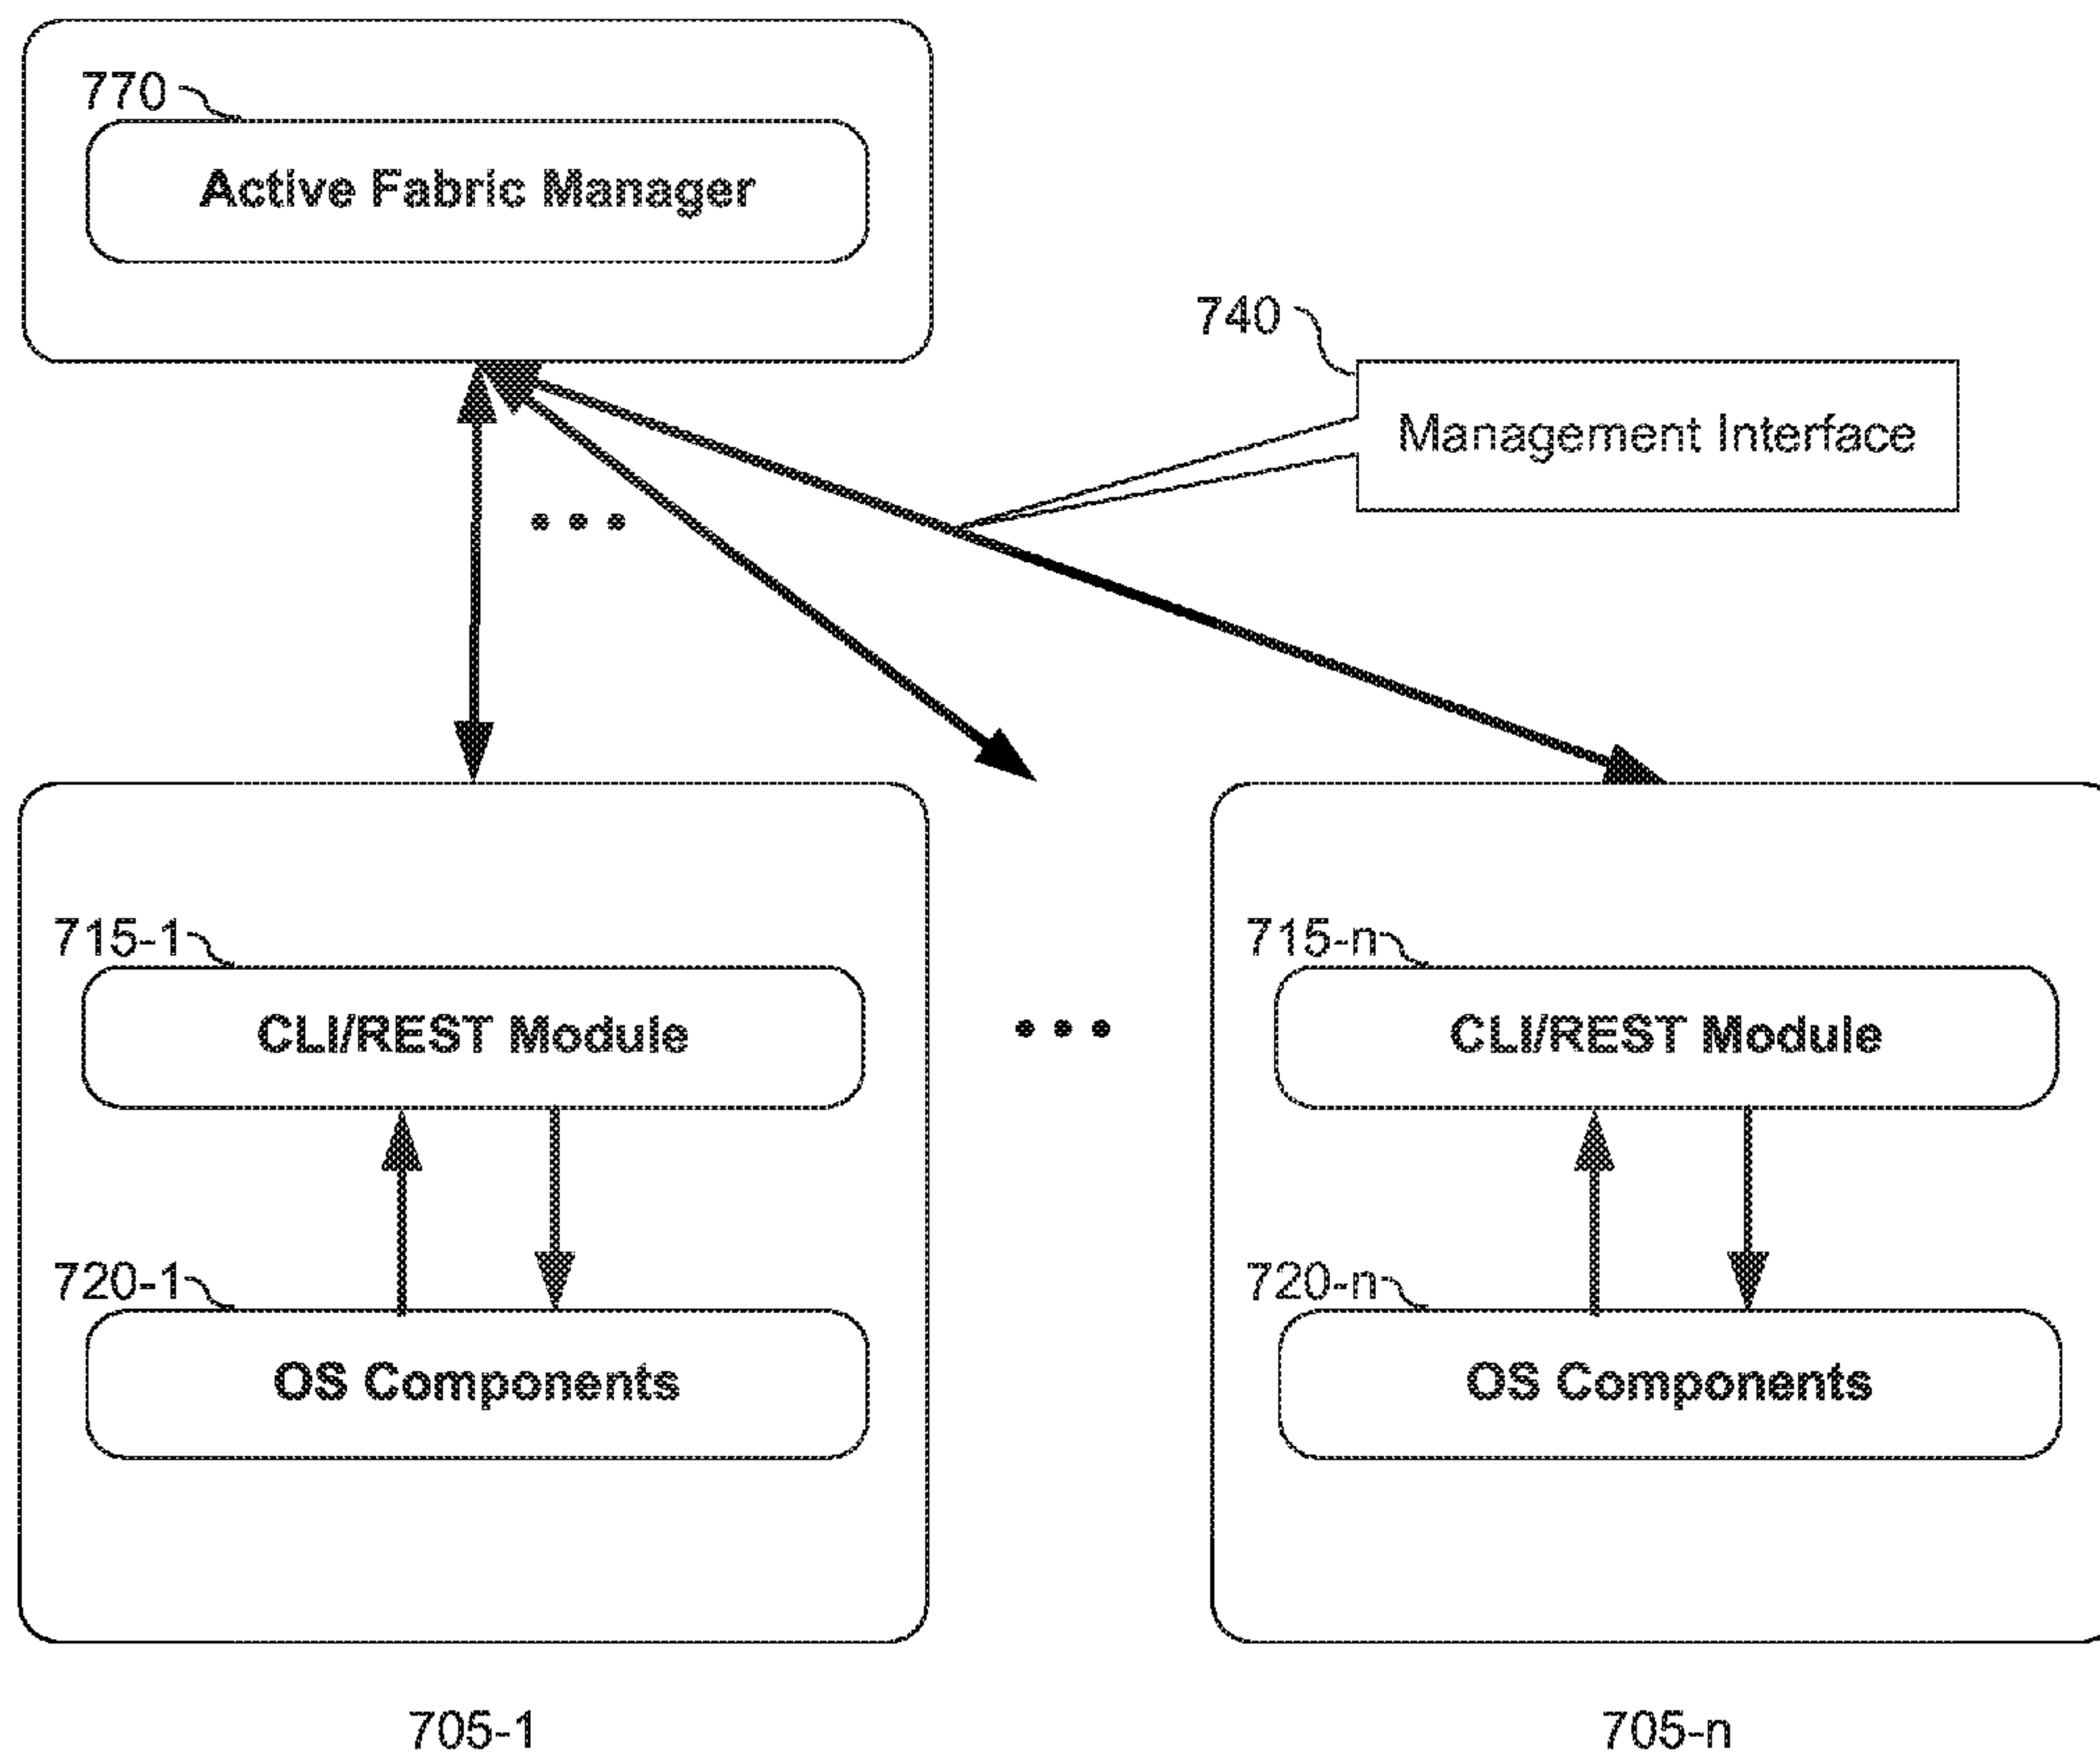 770
Active Fabric Manager
740
Management Interface
715-1
CLI/REST Module
720-1
OS Components
705-1
715-n
CLI/REST Module
720-n
OS Components
705-n